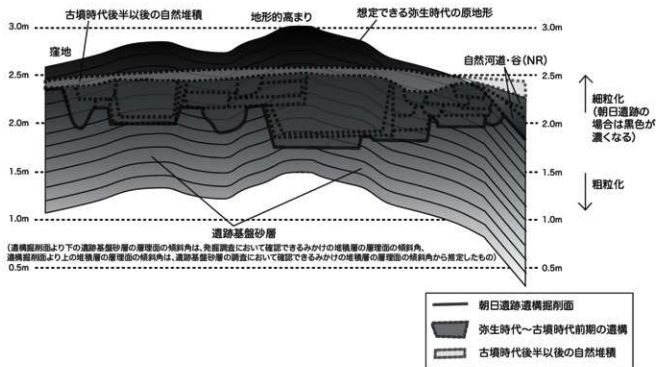 古墳時代後半以後の自然堆積
地形的高まり
想定できる弥生時代の原地形
3.0m
3.0m
窪地
自然河道・谷(NR)
2.5m
2.5m
細粒化
(朝日遺跡の
場合は黒色が
濃くなる)
2.0m
2.0m
1.5m
1.5m
粗粒化
1.0m
1.0m
遺跡基盤砂層
(遺構掘削面より下の遺跡基盤砂層の層理面の傾斜角は、発掘調査において確認できるみかけの堆積層の層理面の傾斜角、
遺構掘削面より上の堆積層の層理面の傾斜角は、遺跡基盤砂層の調査において確認できるみかけの堆積層の層理面の傾斜角から推定したもの)
0.5m
0.5m
朝日遺跡遺構掘削面
弥生時代～古墳時代前期の遺構
古墳時代後半以後の自然堆積